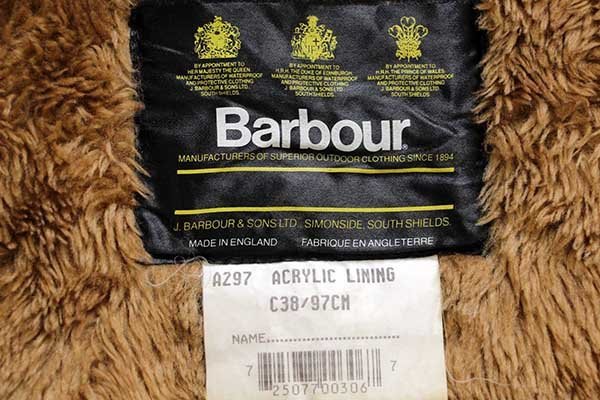 BY APPOINTMENT TO
HER MAJESTY THE QUEEN
MANUFACTURERS OF WATERPROOF
AND PROTECTIVE CLOTHING
J. BARBOUR & SONS LTD.
SOUTH SHIELDS
BY APPOINTMENT TO
H.R.H. THE DUKE OF EDINBURGH
MANUFACTURERS OF WATERPROOF
AND PROTECTIVE CLOTHING
J. BARBOUR & SONS LTD.
SOUTH SHIELDS
BY APPOINTMENT TO
H.R.H. THE PRINCE OF WALES
MANUFACTURERS OF WATERPROOF
AND PROTECTIVE CLOTHING
J. BARBOUR & SONS LTD.
SOUTH SHIELDS
Barbour®
MANUFACTURERS OF SUPERIOR OUTDOOR CLOTHING SINCE 1894
J. BARBOUR & SONS LTD., SIMONSIDE, SOUTH SHIELDS.
MADE IN ENGLAND FABRIQUE EN ANGLETERRE
A297 ACRYLIC LINING
C38/97CM
NAME..............................
7 2507700306 7